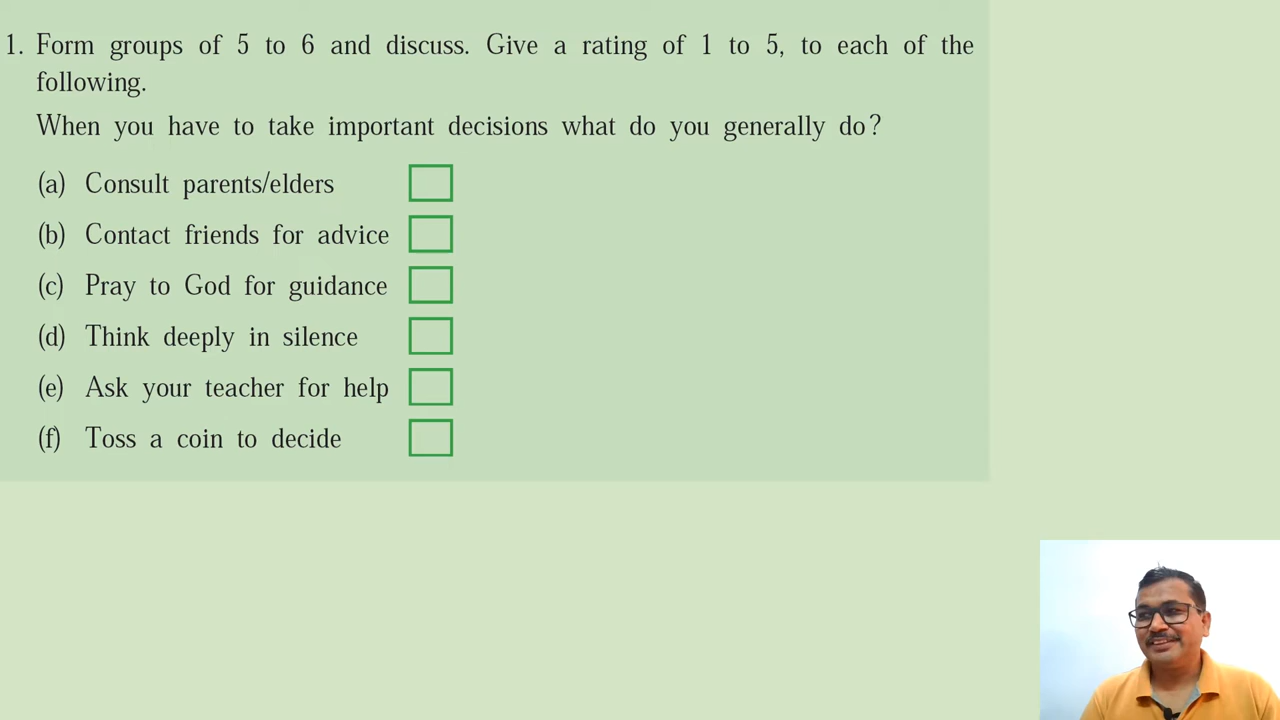 1. Form groups of 5 to 6 and discuss. Give a rating of 1 to 5, to each of the
following.
When you have to take important decisions what do you generally do?
(a) Consult parents/elders
(b) Contact friends for advice
(c) Pray to God for guidance
(d) Think deeply in silence
(e) Ask your teacher for help
(f) Toss a coin to decide